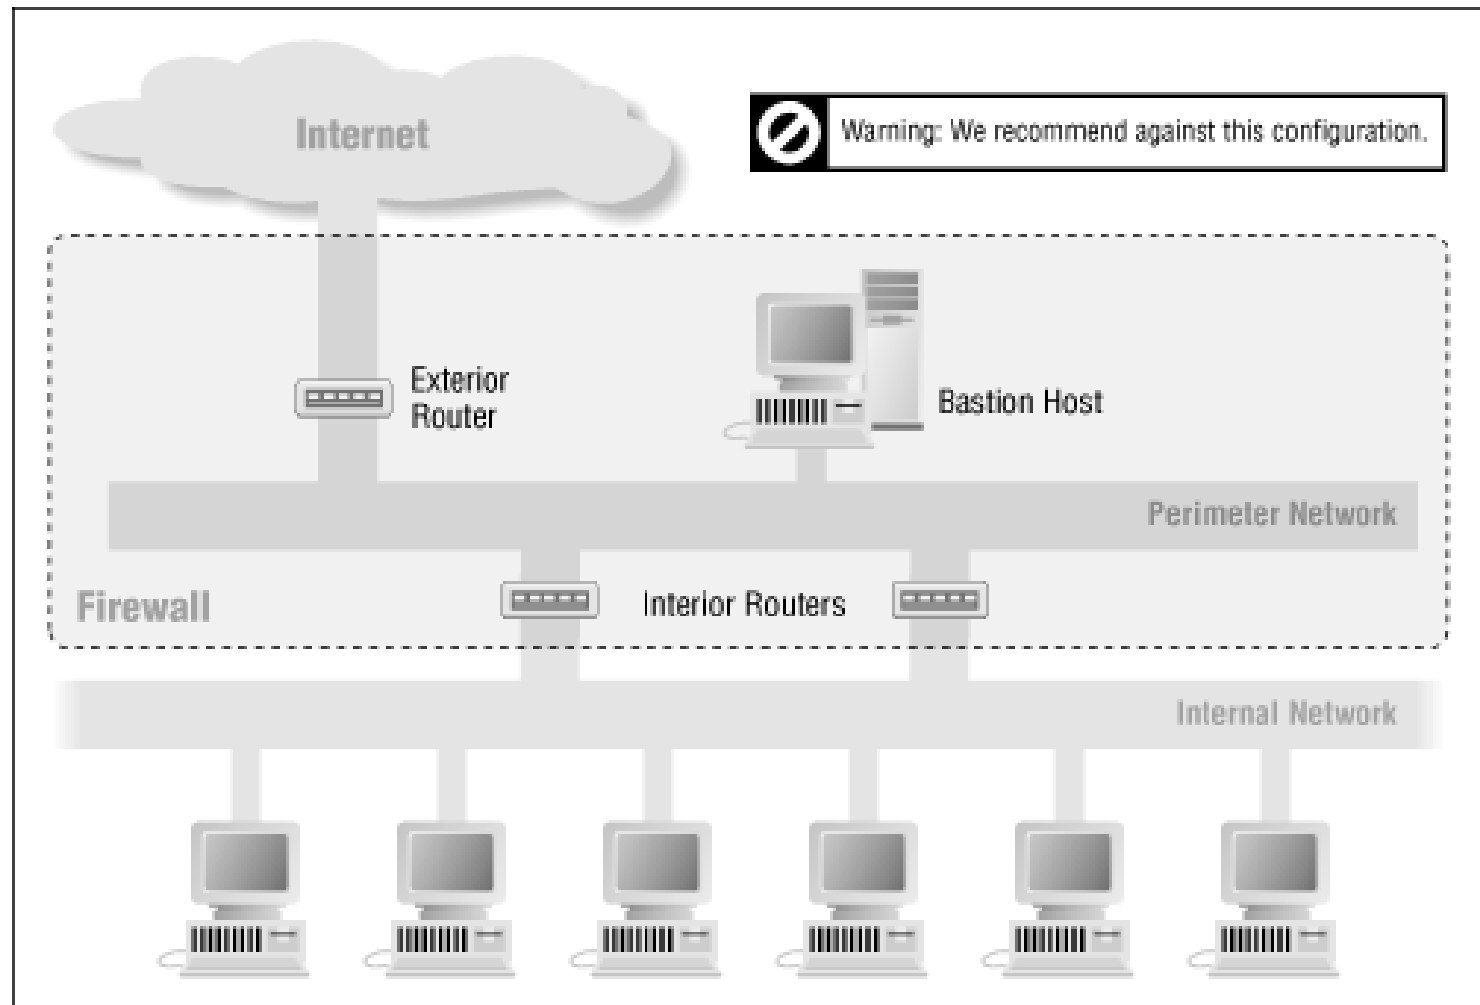 Internet
Warning: We recommend against this configuration.
Exterior
Router
Bastion Host
Perimeter Network
Firewall
Interior Routers
Internal Network